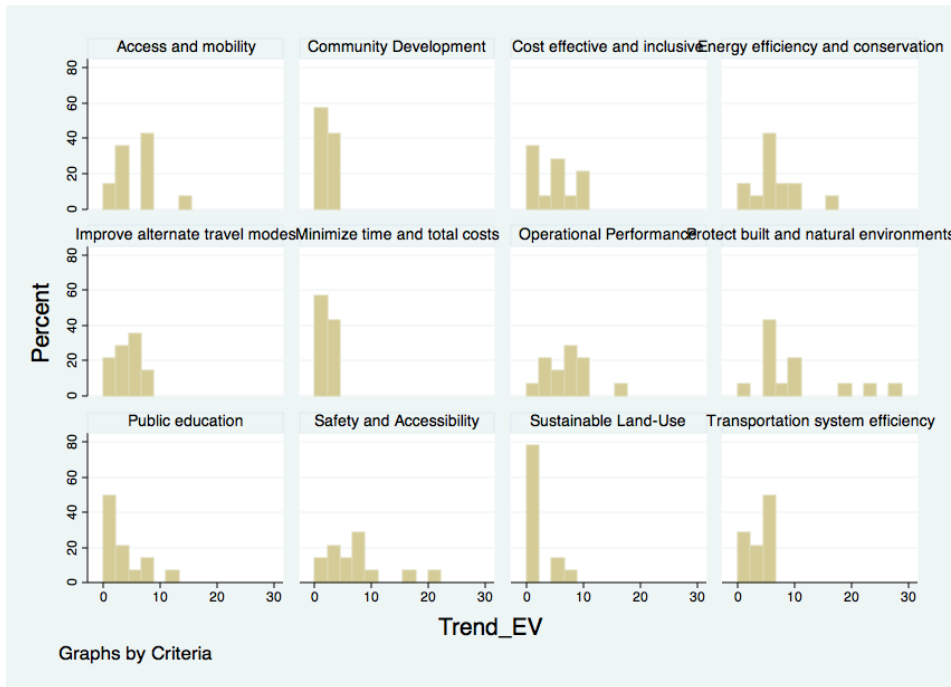 Access and mobility
Community Development
Cost effective and inclusive
Energy efficiency and conservation
80
60
40
20
0
Improve alternate travel modes
Minimize time and total costs
Operational Performance
Protect built and natural environments
80
60
40
20
0
Percent
Public education
Safety and Accessibility
Sustainable Land-Use
Transportation system efficiency
80
60
40
20
0
0 10 20 30
0 10 20 30
0 10 20 30
0 10 20 30
Trend_EV
Graphs by Criteria